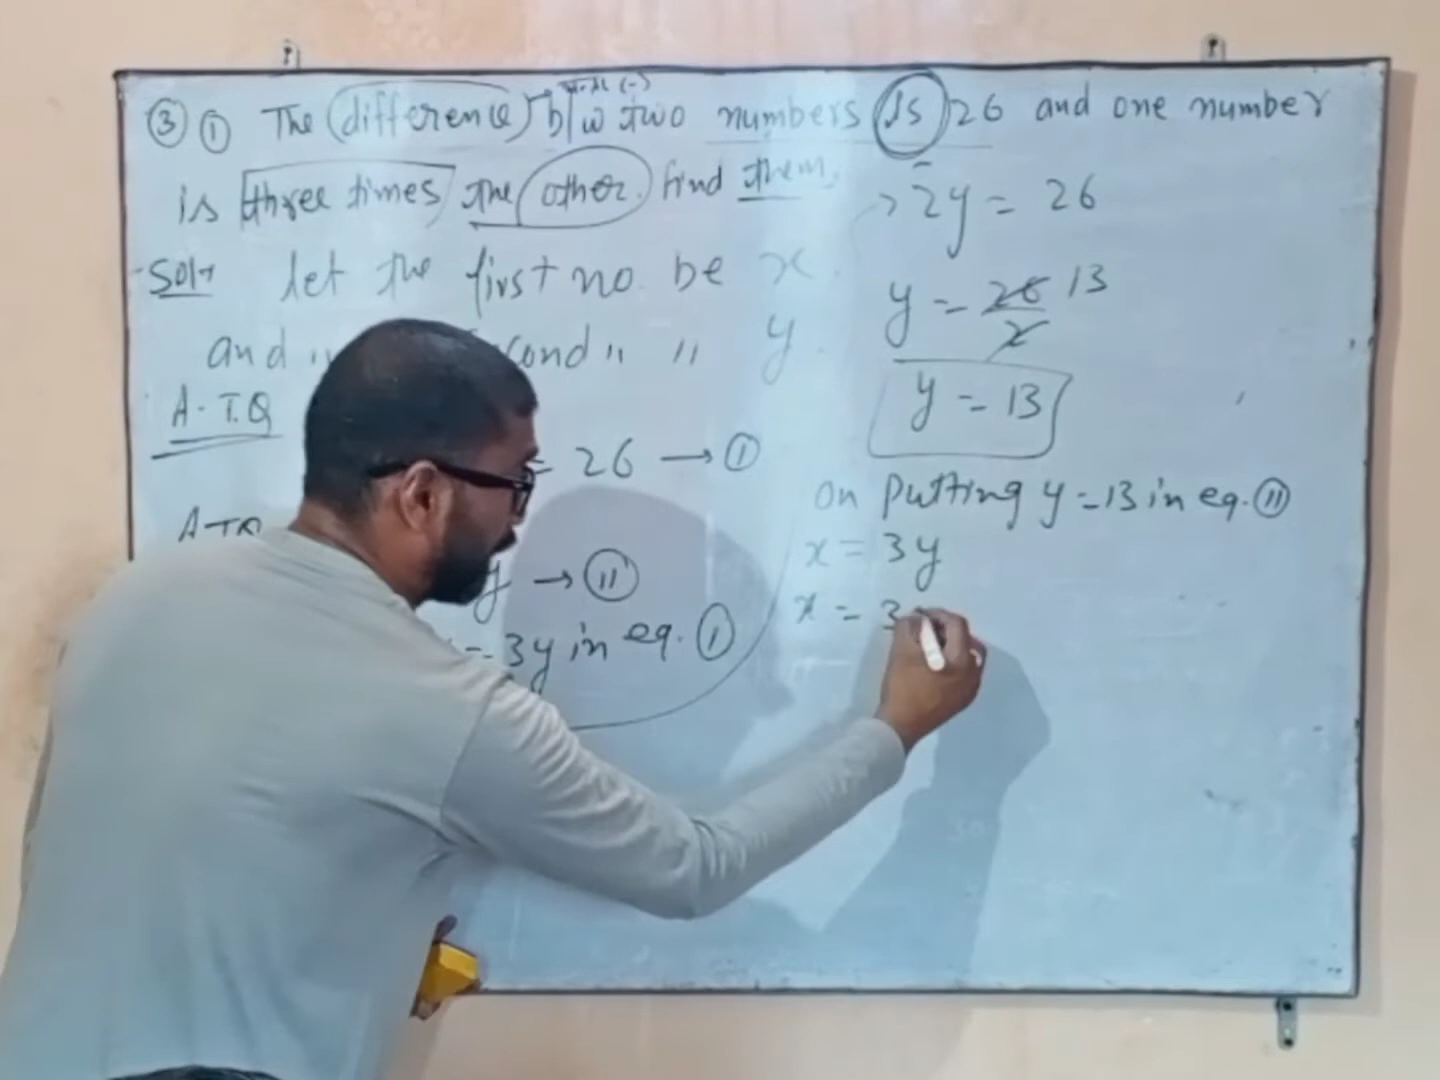 ③ ① The difference b/w two numbers is 26 and one number
is three times the other. find them.
Soln let the first no. be x.
and 〃 〃 y.
A.T.Q
= 26 → ①
y → ⑪
= 3y in eq. ①
2y = 26
y = 26/2 13
y = 13
on putting y = 13 in eq. ⑪
x = 3y
x = 3